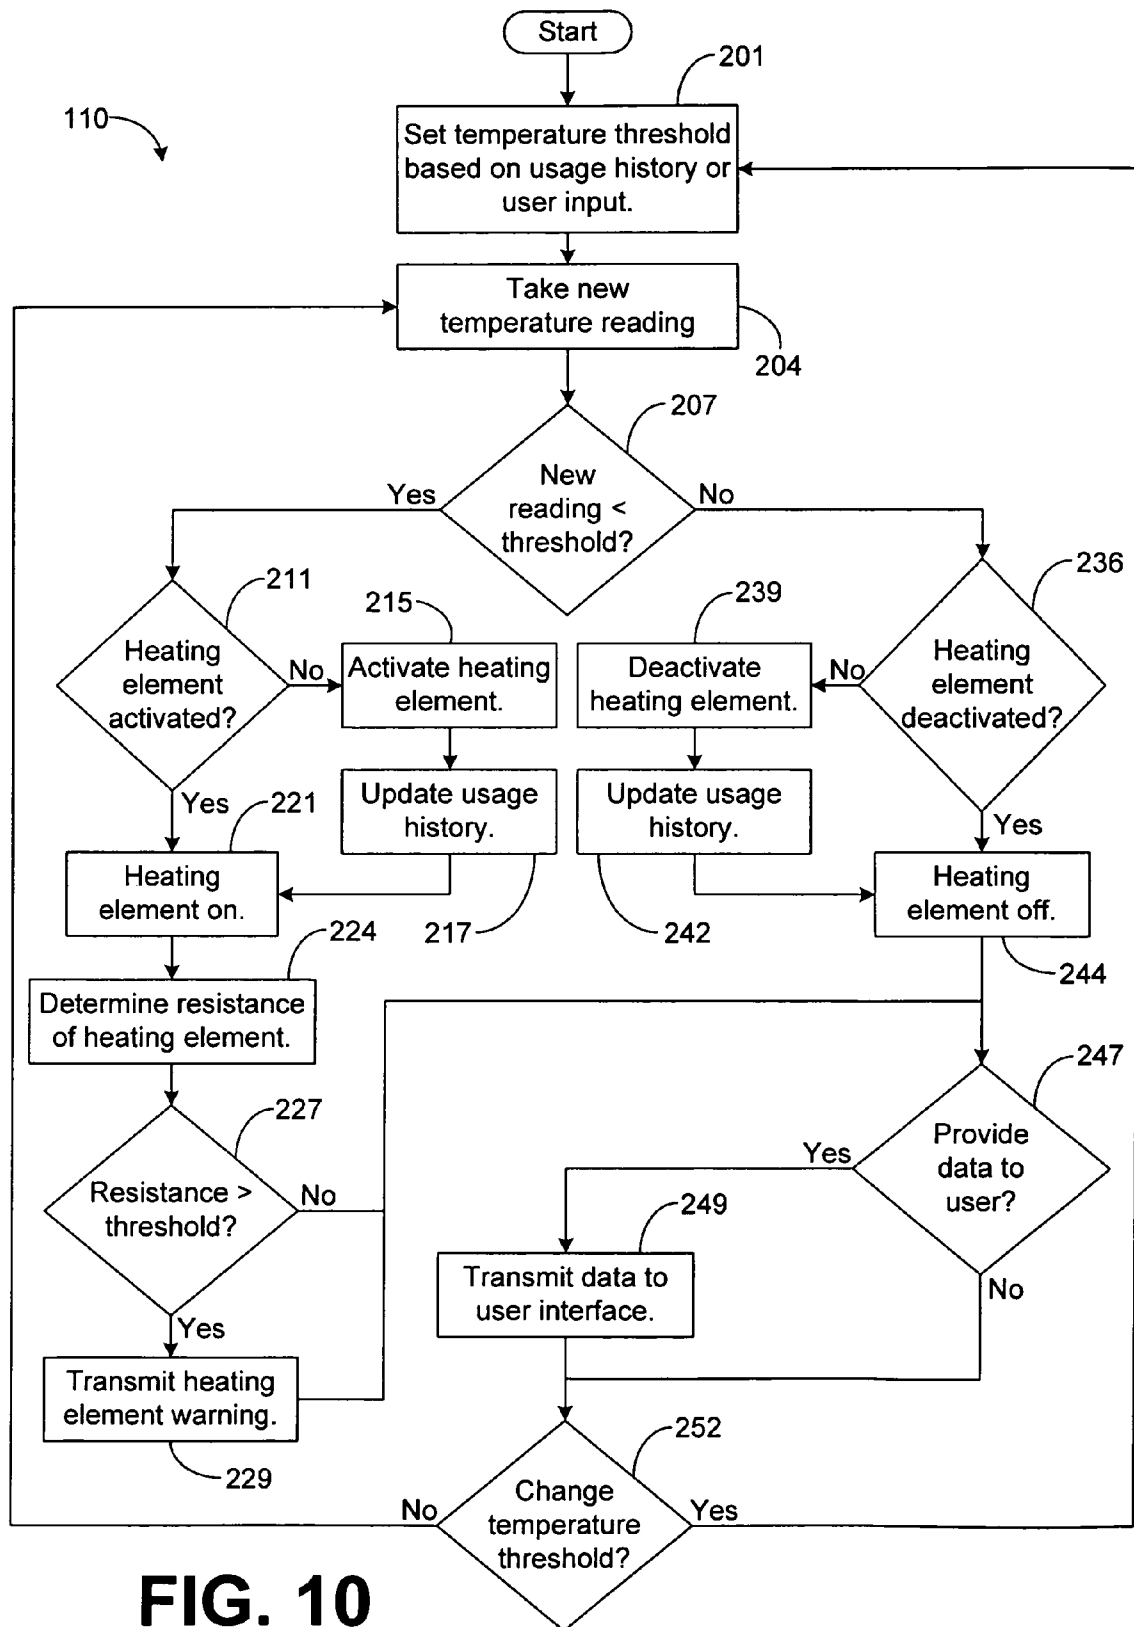 Start
201
110
Set temperature threshold
based on usage history or
user input.
Take new
temperature reading
204
207
New
reading <
threshold?
Yes
No
211
236
215
239
Heating
element
activated?
No
Activate heating
element.
Deactivate
heating element.
No
Heating
element
deactivated?
Yes
221
Update usage
history.
Update usage
history.
Yes
Heating
element on.
217
242
Heating
element off.
224
244
Determine resistance
of heating element.
247
227
Provide
data to
user?
Yes
Resistance >
threshold?
No
249
Transmit data to
user interface.
No
Yes
Transmit heating
element warning.
229
252
Change
temperature
threshold?
No
Yes
FIG. 10